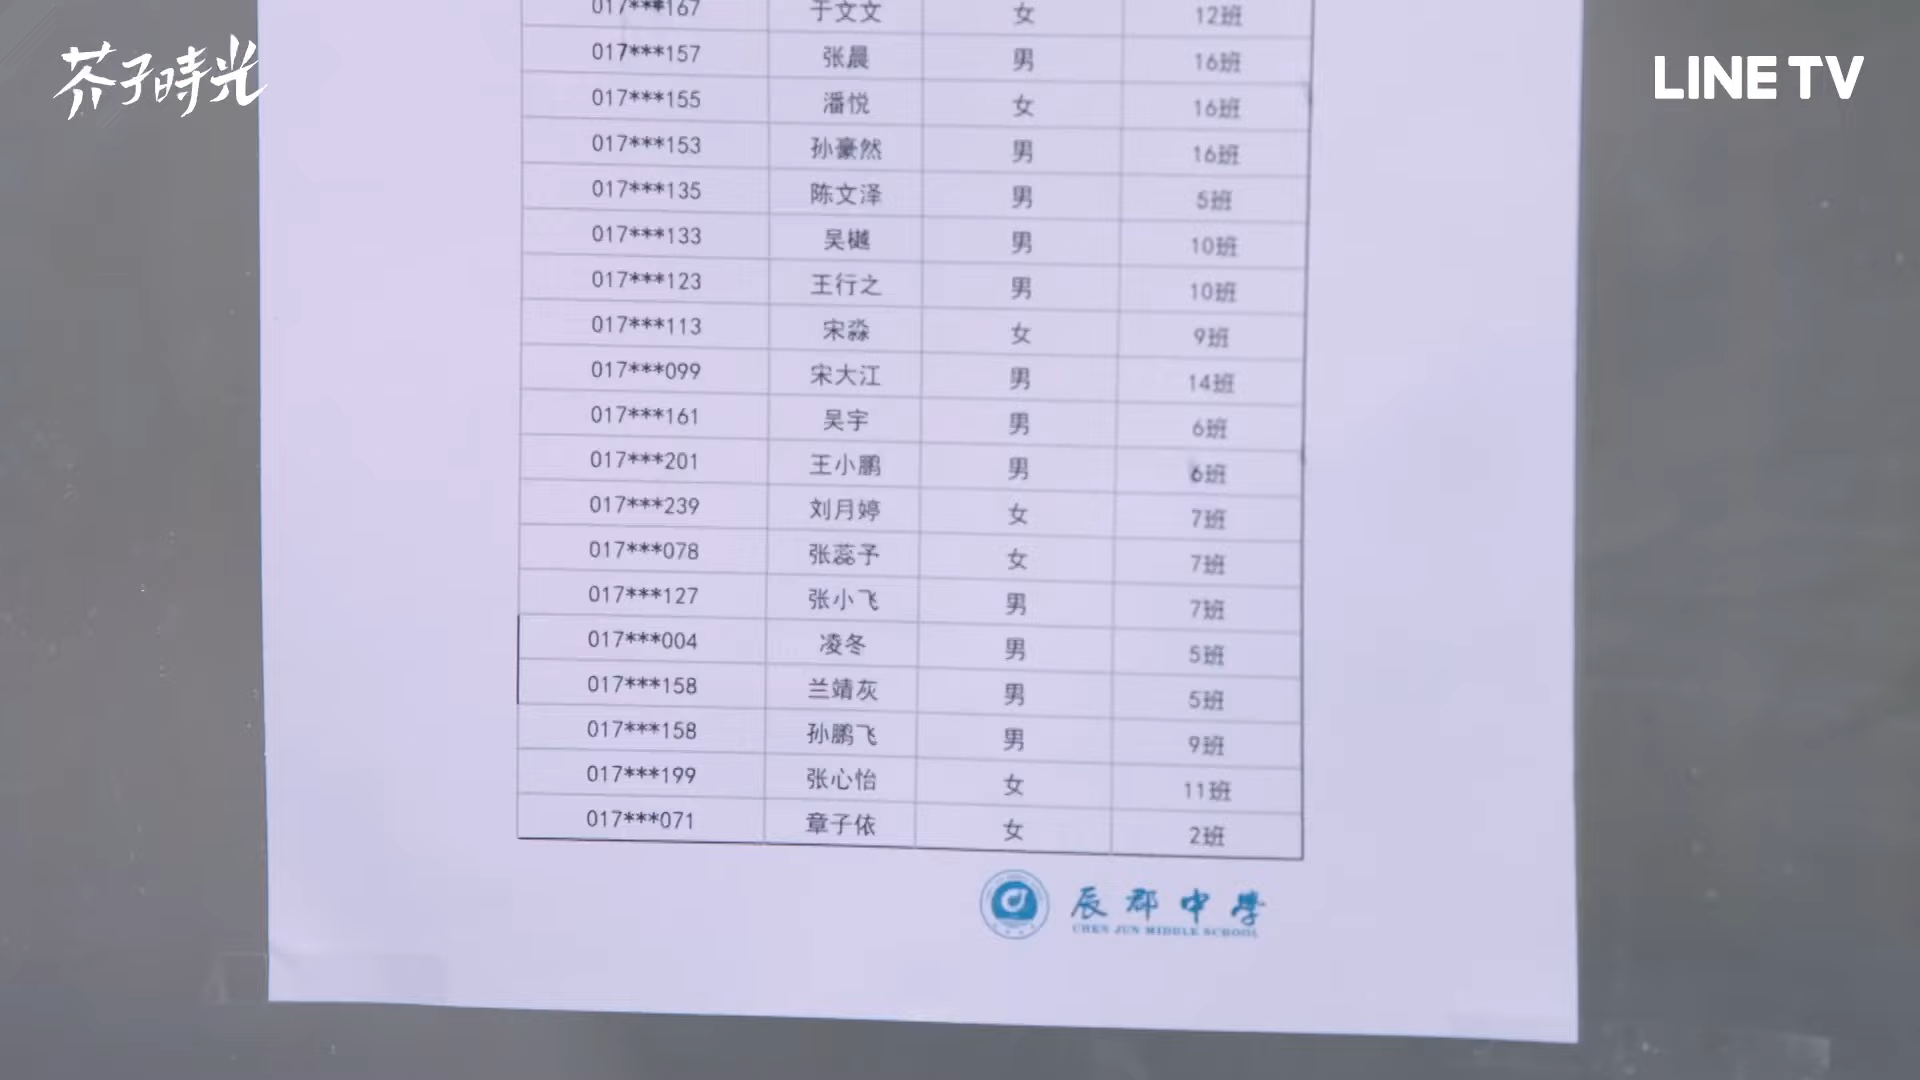 芥子時光
LINE TV
017***167 于文文 女 12班
017***157 张晨 男 16班
017***155 潘悦 女 16班
017***153 孙豪然 男 16班
017***135 陈文泽 男 5班
017***133 吴樾 男 10班
017***123 王行之 男 10班
017***113 宋淼 女 9班
017***099 宋大江 男 14班
017***161 吴宇 男 6班
017***201 王小鹏 男 6班
017***239 刘月婷 女 7班
017***078 张蕊予 女 7班
017***127 张小飞 男 7班
017***004 凌冬 男 5班
017***158 兰靖灰 男 5班
017***158 孙鹏飞 男 9班
017***199 张心怡 女 11班
017***071 章子依 女 2班
辰郡中學
CHEN JUN MIDDLE SCHOOL